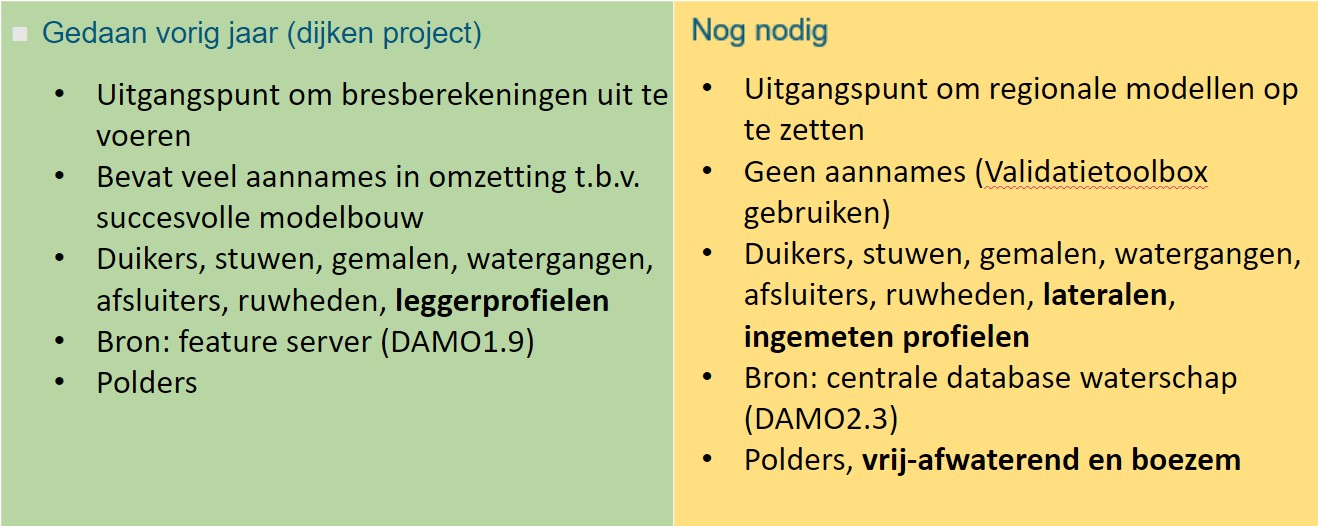 Gedaan vorig jaar (dijken project)
• Uitgangspunt om bresberekeningen uit te
voeren
• Bevat veel aannames in omzetting t.b.v.
succesvolle modelbouw
• Duikers, stuwen, gemalen, watergangen,
afsluiters, ruwheden, leggerprofielen
• Bron: feature server (DAMO1.9)
• Polders
Nog nodig
• Uitgangspunt om regionale modellen op
te zetten
• Geen aannames (Validatietoolbox
gebruiken)
• Duikers, stuwen, gemalen, watergangen,
afsluiters, ruwheden, lateralen,
ingemeten profielen
• Bron: centrale database waterschap
(DAMO2.3)
• Polders, vrij-afwaterend en boezem